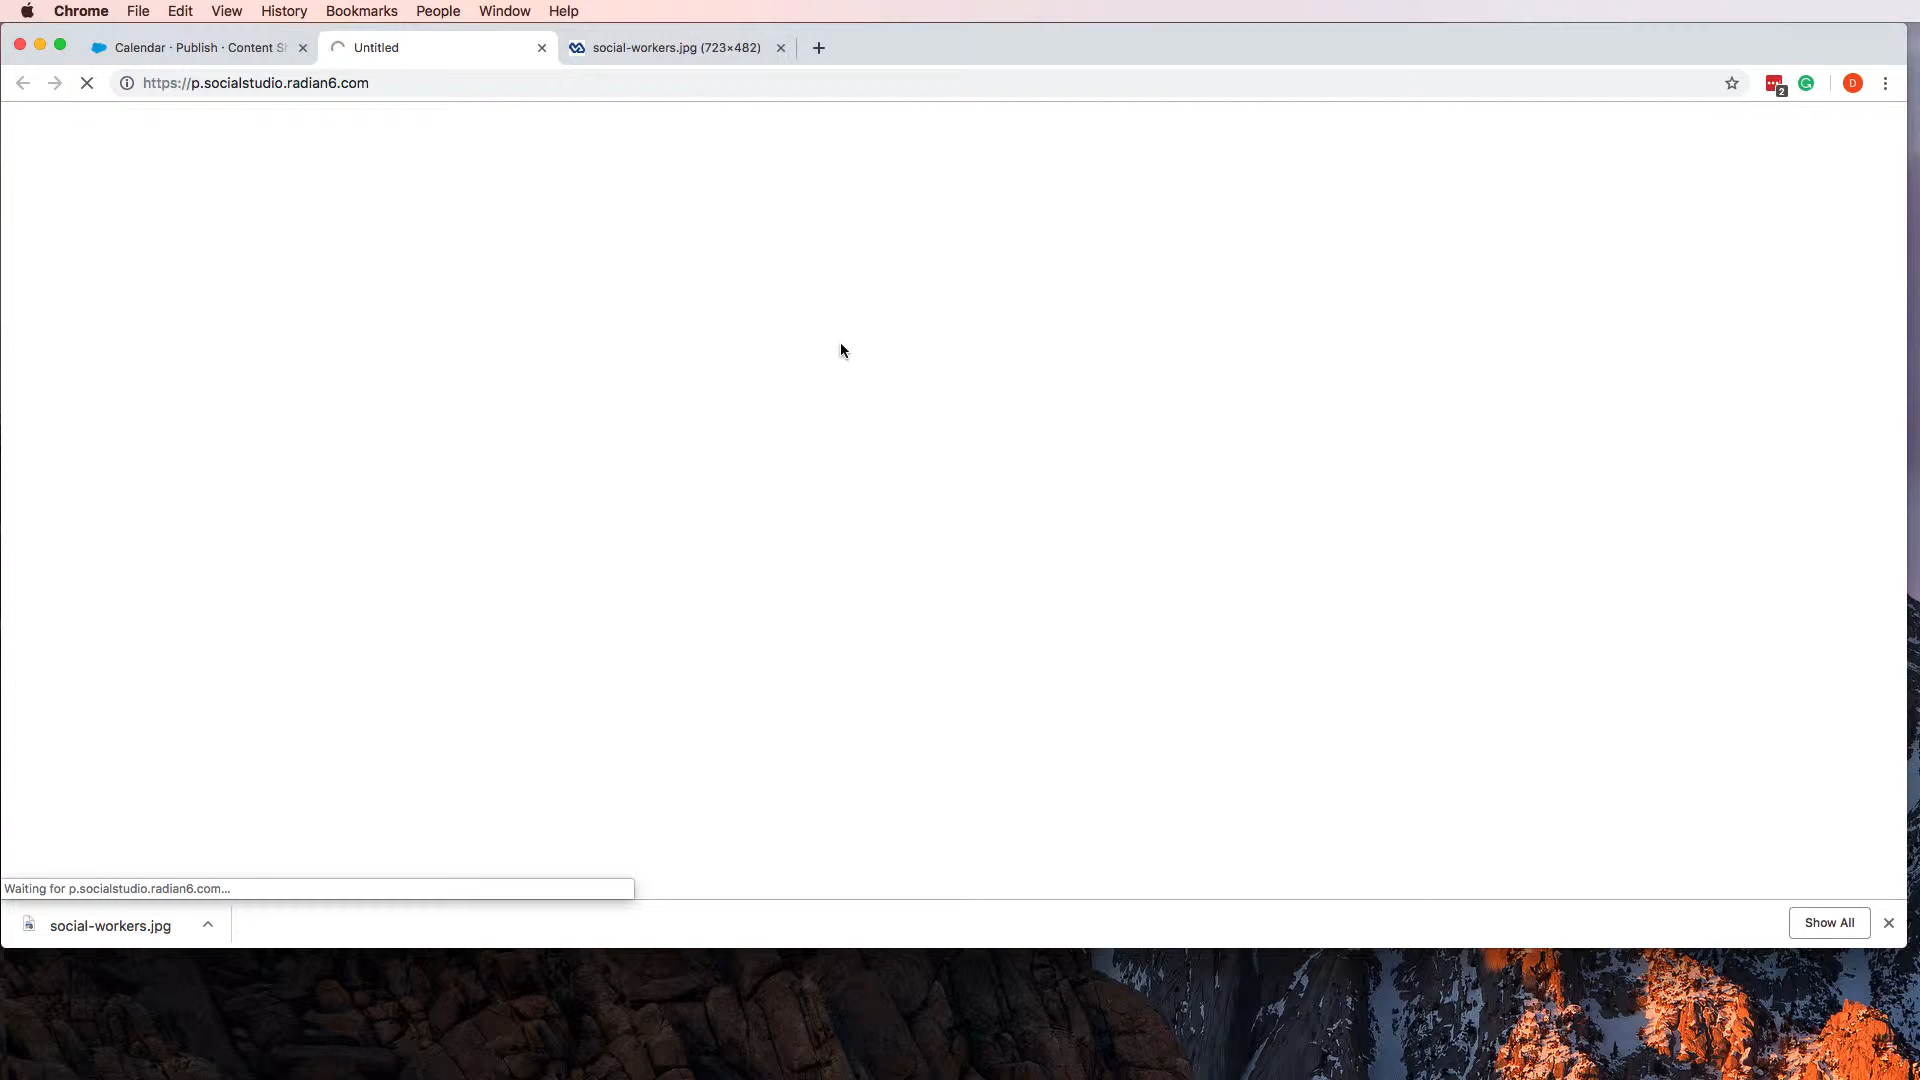 Chrome File Edit View History Bookmarks People Window Help
Calendar · Publish · Content S
Untitled
social-workers.jpg (723×482)
https://p.socialstudio.radian6.com
2
D
Waiting for p.socialstudio.radian6.com...
social-workers.jpg
Show All